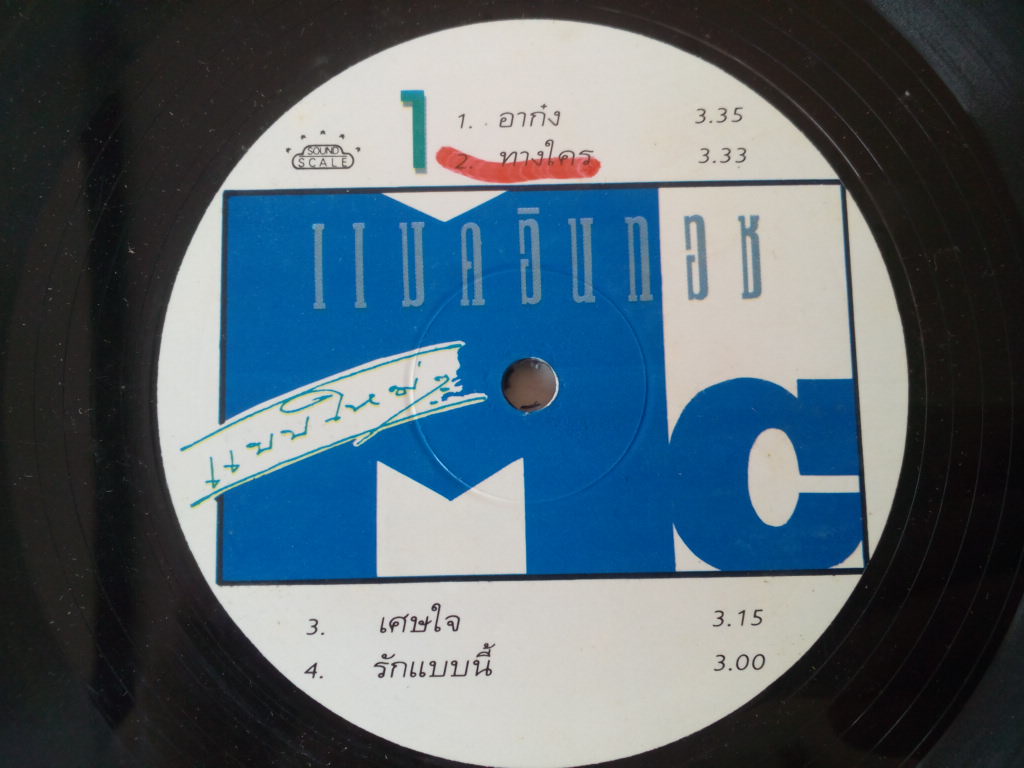 1
SOUND
SCALE
1. อาก๋ง 3.35
2. ทางใคร 3.33
แมคอินทอช
Mc
แบบใหม่
3. เศษใจ 3.15
4. รักแบบนี้ 3.00